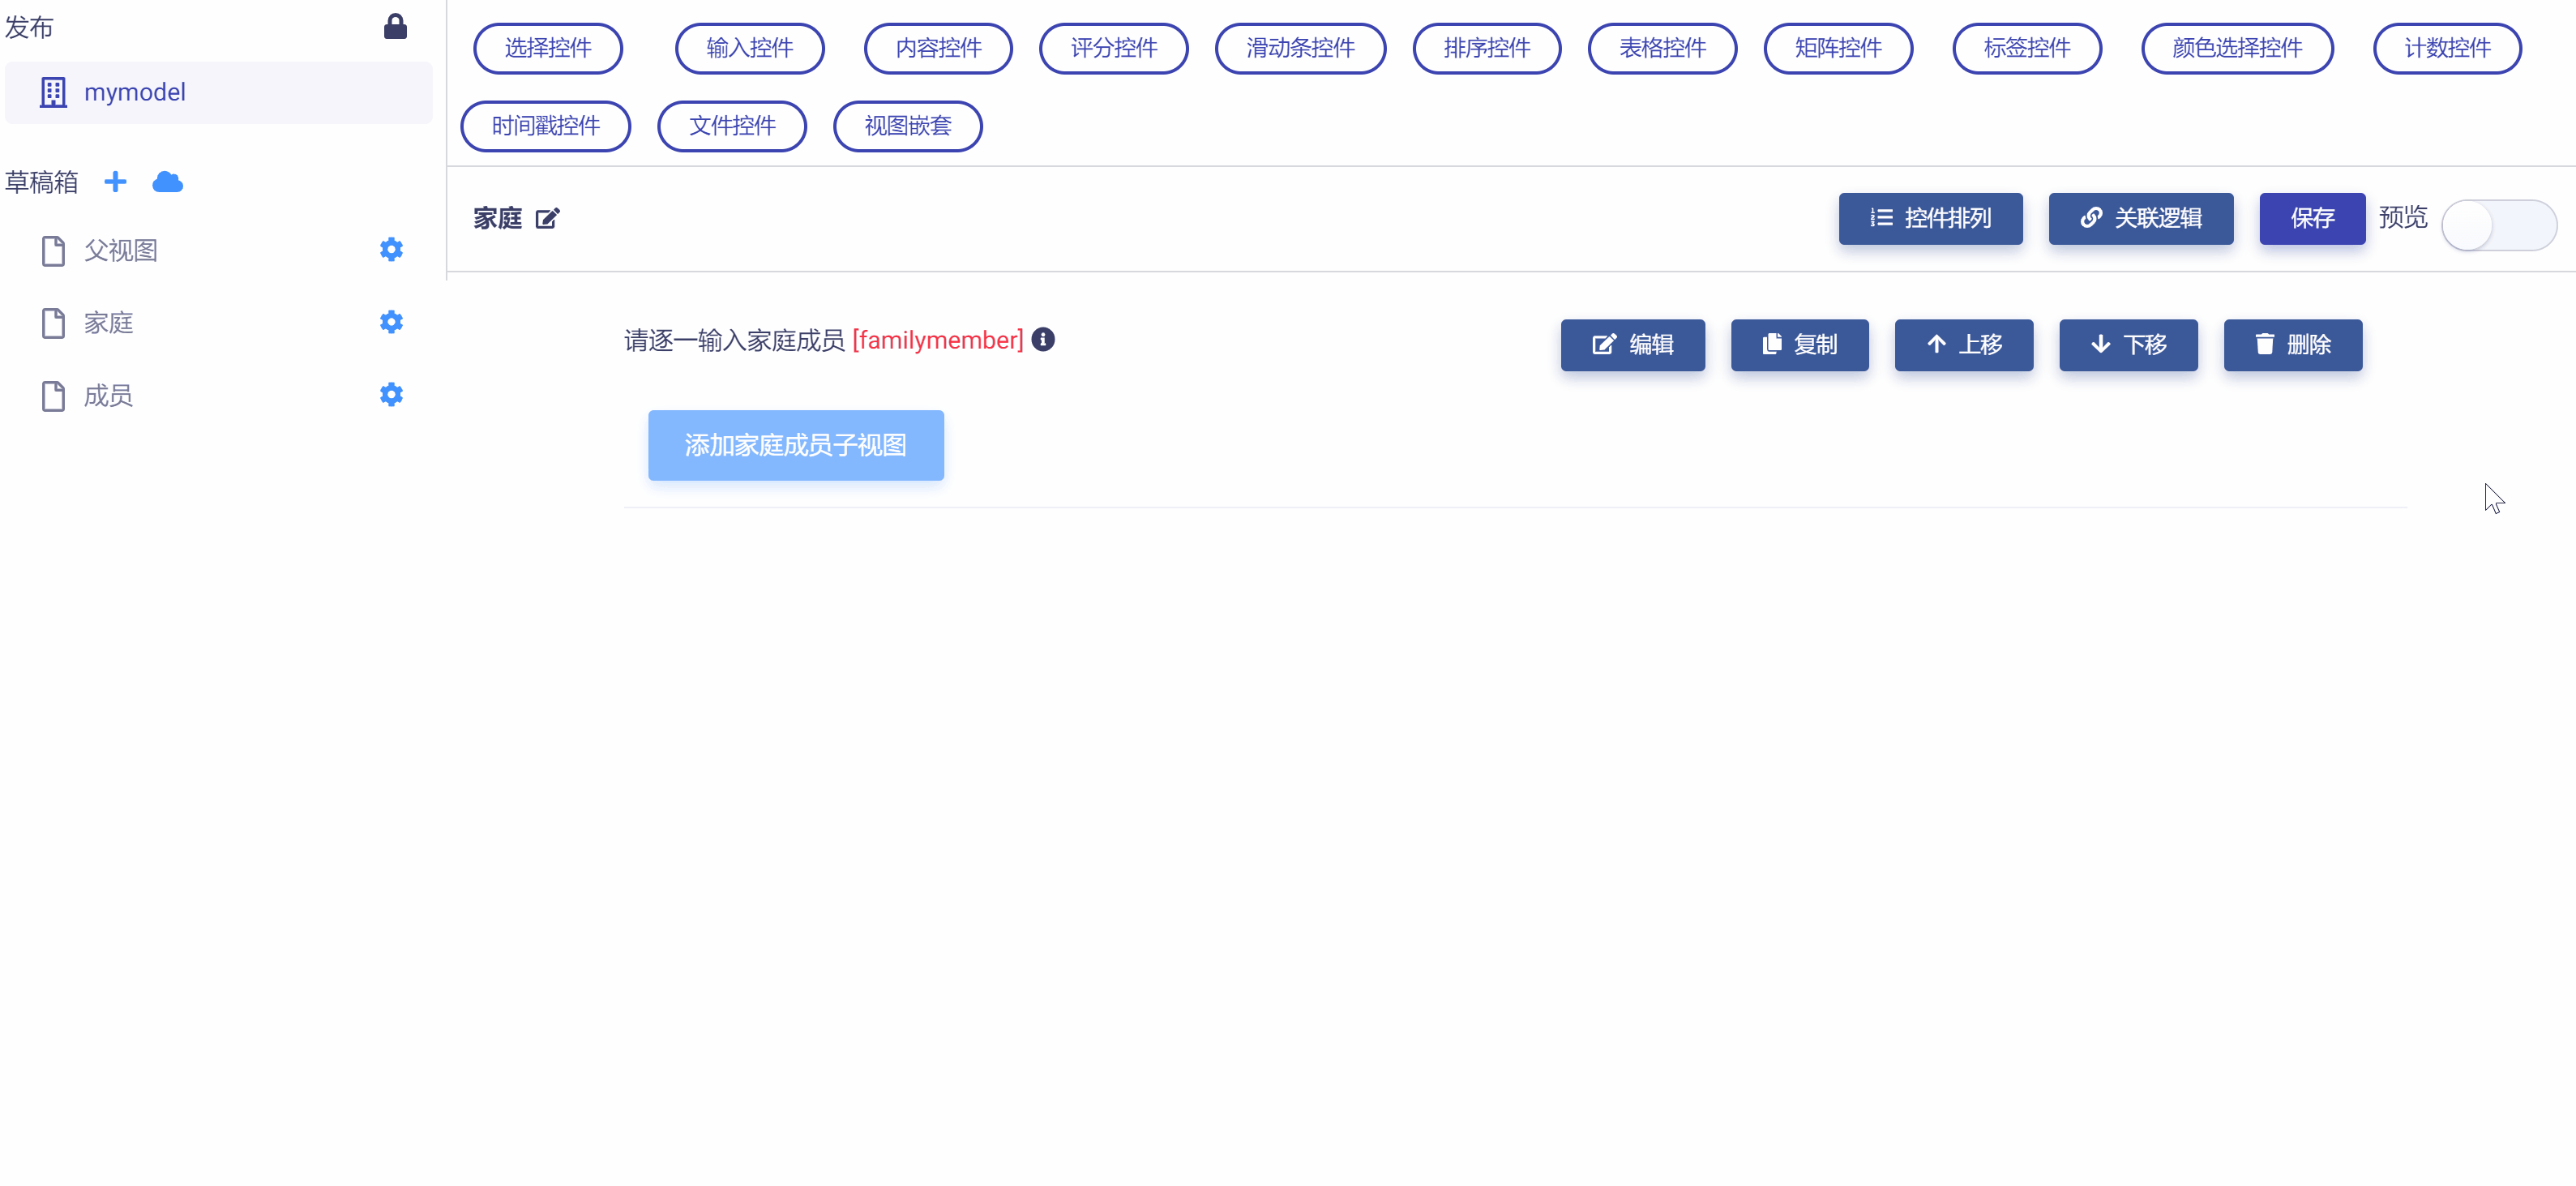 发布
mymodel
草稿箱
父视图
家庭
成员
选择控件 输入控件 内容控件 评分控件 滑动条控件 排序控件 表格控件 矩阵控件 标签控件 颜色选择控件 计数控件
时间戳控件 文件控件 视图嵌套
家庭 控件排列 关联逻辑 保存 预览
请逐一输入家庭成员 [familymember] 编辑 复制 上移 下移 删除
添加家庭成员子视图